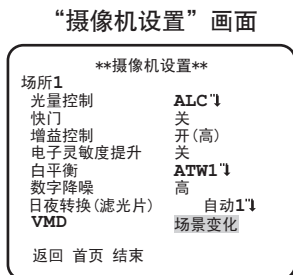 “摄像机设置”画面
**摄像机设置**
场所1
光量控制 ALC
快门 关
增益控制 开(高)
电子灵敏度提升 关
白平衡 ATW1
数字降噪 高
日夜转换(滤光片) 自动1
VMD 场景变化
返回 首页 结束